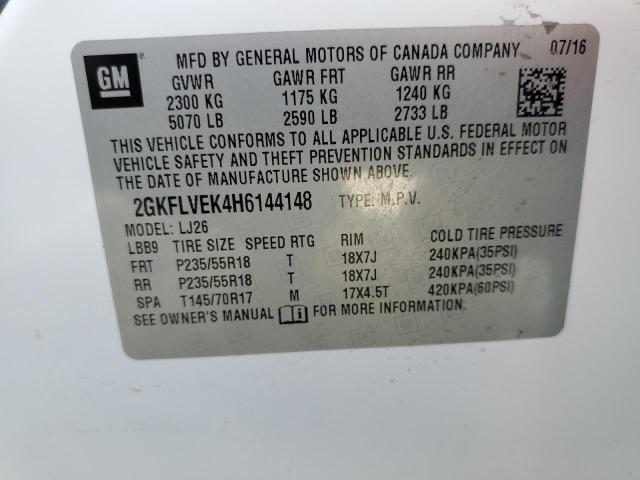 GM
MFD BY GENERAL MOTORS OF CANADA COMPANY 07/16
GVWR GAWR FRT GAWR RR
2300 KG 1175 KG 1240 KG
5070 LB 2590 LB 2733 LB
THIS VEHICLE CONFORMS TO ALL APPLICABLE U.S. FEDERAL MOTOR
VEHICLE SAFETY AND THEFT PREVENTION STANDARDS IN EFFECT ON
THE DATE OF MANUFACTURE SHOWN ABOVE.
2GKFLVEK4H6144148 TYPE: M.P.V.
MODEL: LJ26
LBB9 TIRE SIZE SPEED RTG RIM COLD TIRE PRESSURE
FRT P235/55R18 T 18X7J 240KPA(35PSI)
RR P235/55R18 T 18X7J 240KPA(35PSI)
SPA T145/70R17 M 17X4.5T 420KPA(60PSI)
SEE OWNER'S MANUAL i FOR MORE INFORMATION.